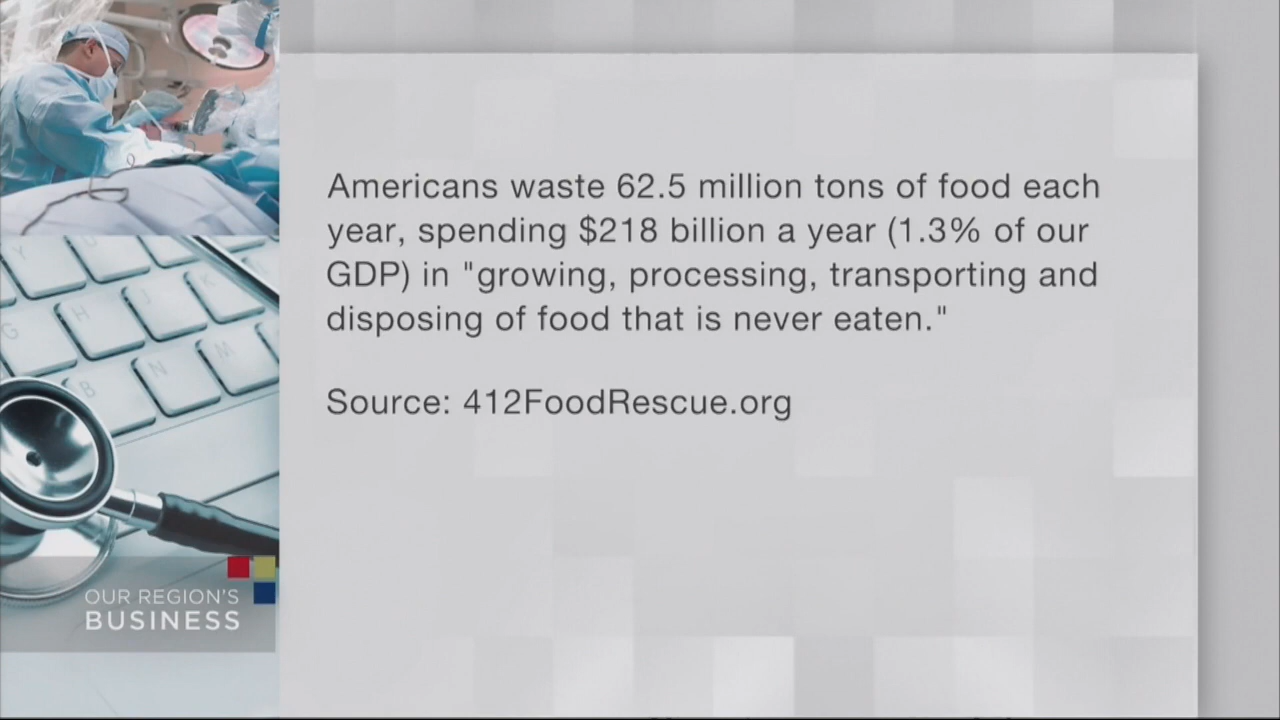 Americans waste 62.5 million tons of food each
year, spending $218 billion a year (1.3% of our
GDP) in "growing, processing, transporting and
disposing of food that is never eaten."
Source: 412FoodRescue.org
Y
G
H
J
K
B
N
M
OUR REGION'S
BUSINESS